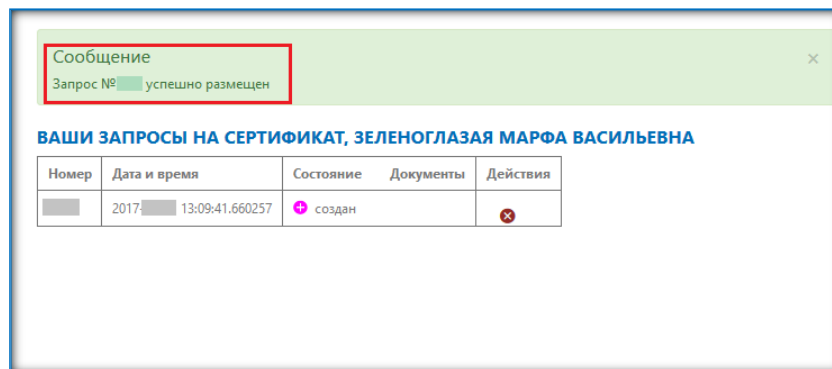 Сообщение
Запрос № успешно размещен
×
ВАШИ ЗАПРОСЫ НА СЕРТИФИКАТ, ЗЕЛЕНОГЛАЗАЯ МАРФА ВАСИЛЬЕВНА
Номер Дата и время Состояние Документы Действия
2017- 13:09:41.660257 создан